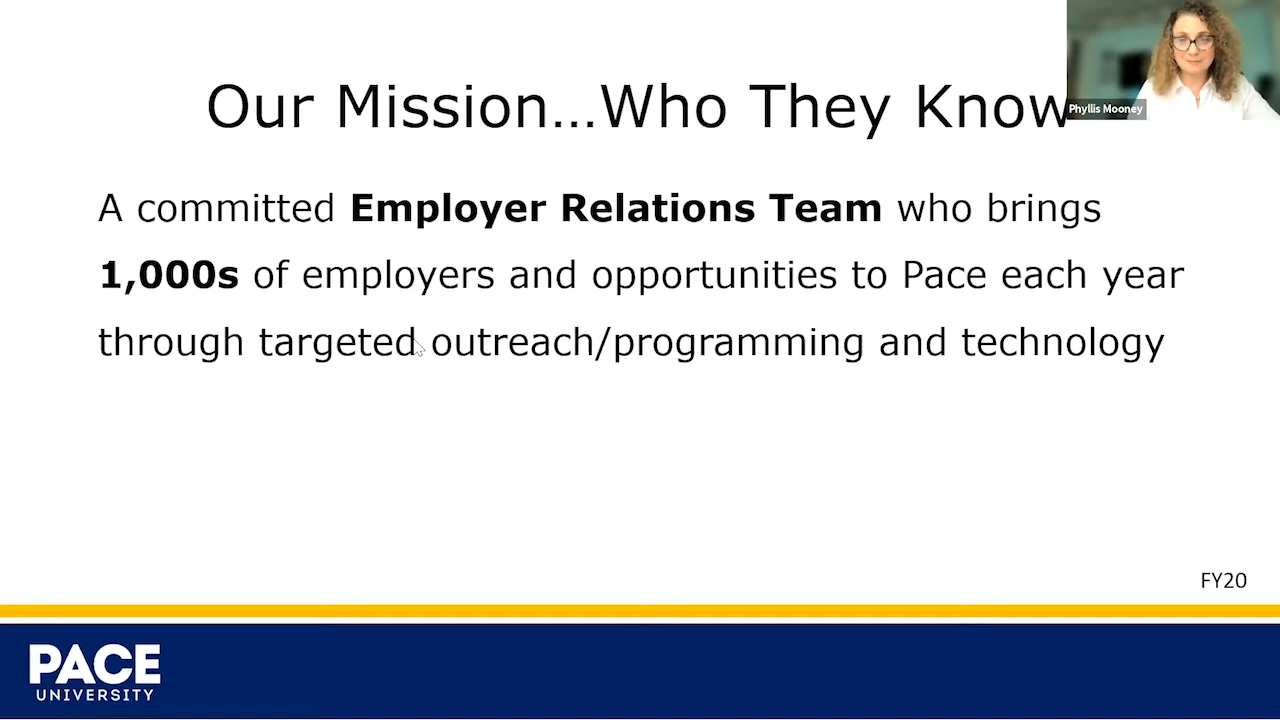 Our Mission...Who They Know
Phyllis Mooney
A committed Employer Relations Team who brings
1,000s of employers and opportunities to Pace each year
through targeted outreach/programming and technology
FY20
PACE
UNIVERSITY